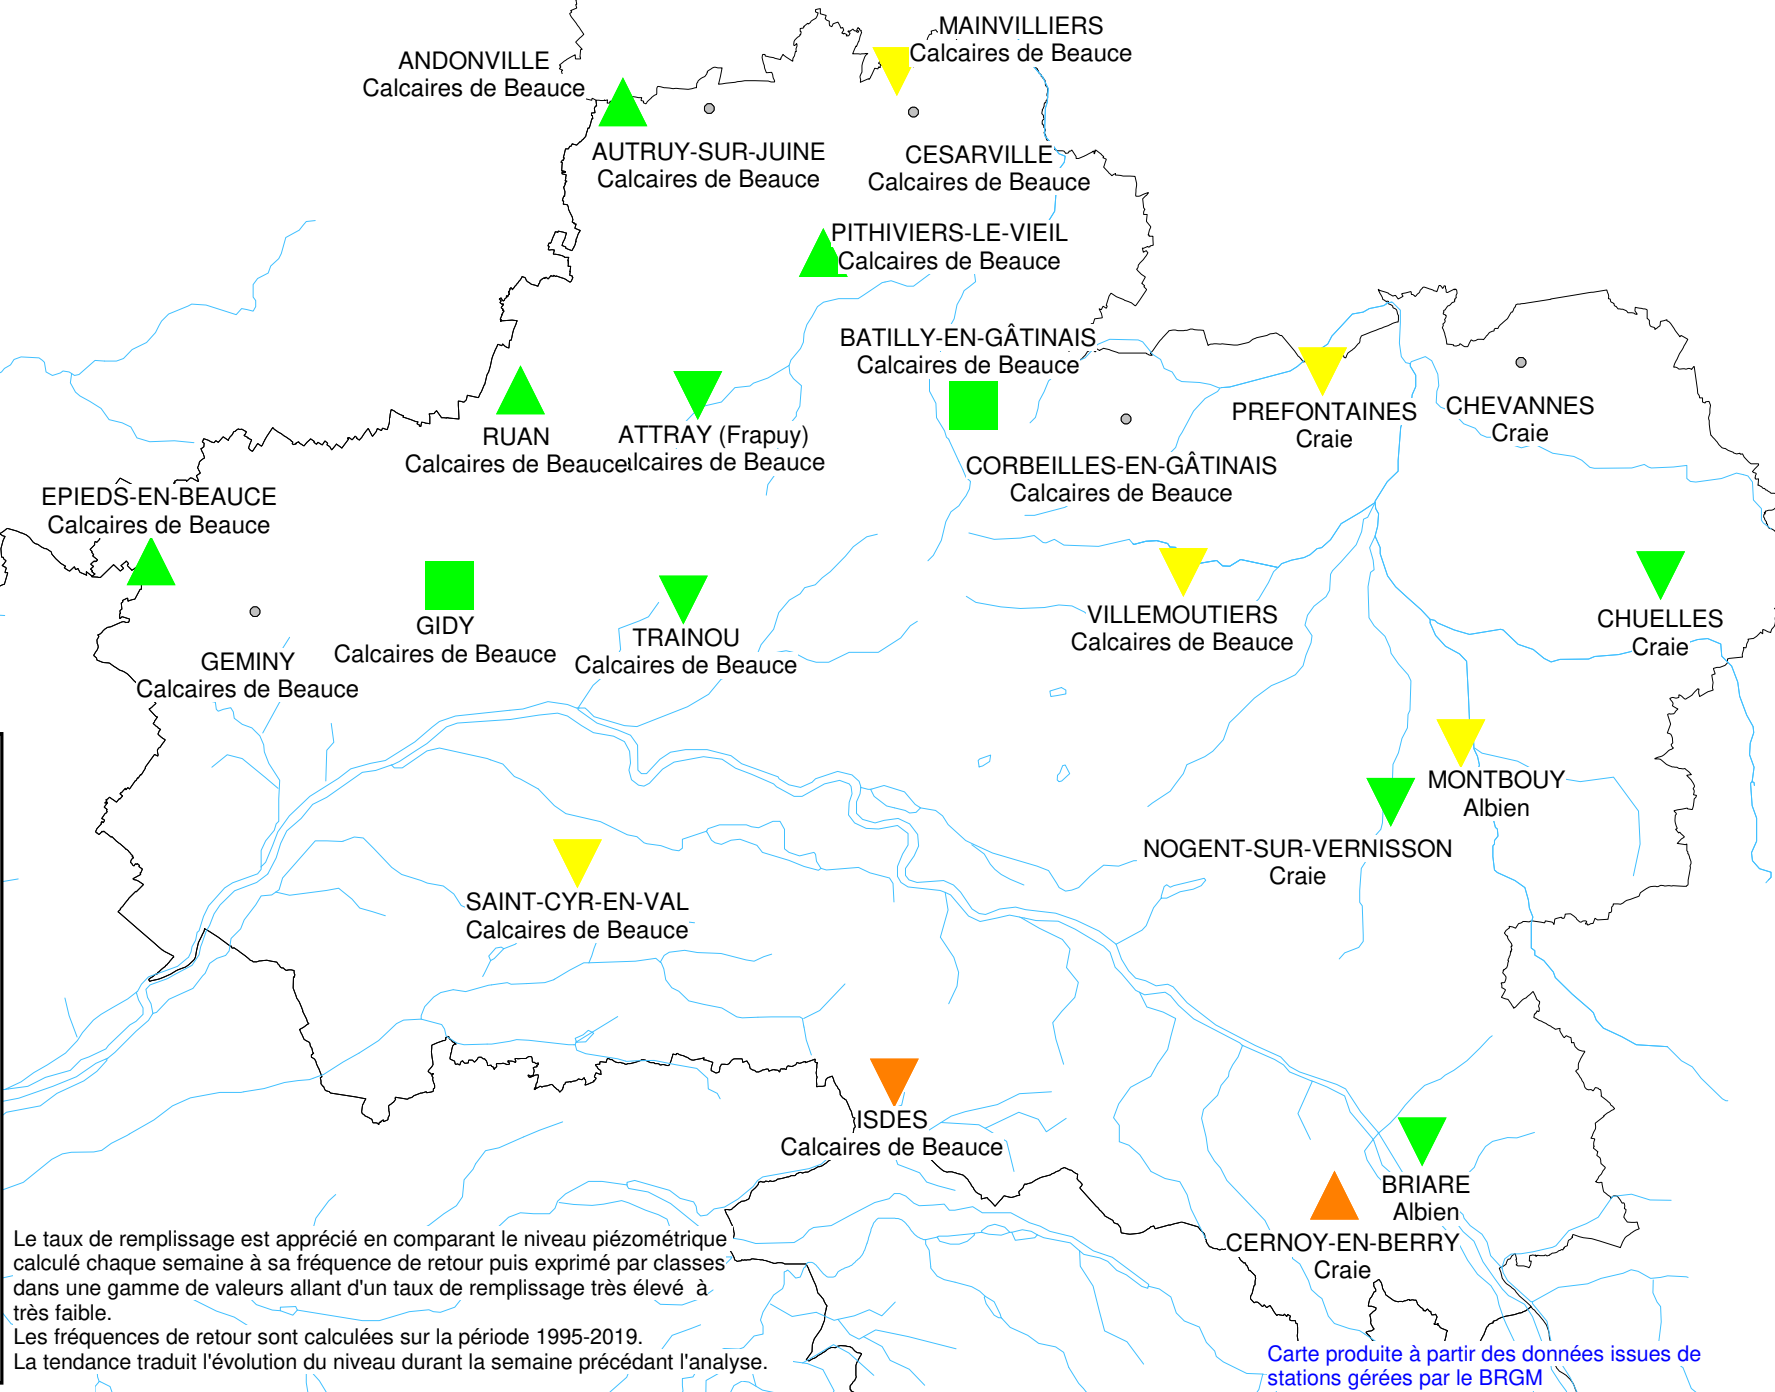 MAINVILLIERS
Calcaires de Beauce
ANDONVILLE
Calcaires de Beauce
AUTRUY-SUR-JUINE
Calcaires de Beauce
CESARVILLE
Calcaires de Beauce
PITHIVIERS-LE-VIEIL
Calcaires de Beauce
BATILLY-EN-GÂTINAIS
Calcaires de Beauce
PREFONTAINES
Craie
CHEVANNES
Craie
RUAN
Calcaires de Beauce
ATTRAY (Frapuy)
alcaires de Beauce
CORBEILLES-EN-GÂTINAIS
Calcaires de Beauce
EPIEDS-EN-BEAUCE
Calcaires de Beauce
GIDY
Calcaires de Beauce
TRAINOU
Calcaires de Beauce
VILLEMOUTIERS
Calcaires de Beauce
CHUELLES
Craie
GEMINY
Calcaires de Beauce
MONTBOUY
Albien
NOGENT-SUR-VERNISSON
Craie
SAINT-CYR-EN-VAL
Calcaires de Beauce
ISDES
Calcaires de Beauce
BRIARE
Albien
CERNOY-EN-BERRY
Craie
Le taux de remplissage est apprécié en comparant le niveau piézométrique
calculé chaque semaine à sa fréquence de retour puis exprimé par classes
dans une gamme de valeurs allant d'un taux de remplissage très élevé à
très faible.
Les fréquences de retour sont calculées sur la période 1995-2019.
La tendance traduit l'évolution du niveau durant la semaine précédant l'analyse.
Carte produite à partir des données issues de
stations gérées par le BRGM